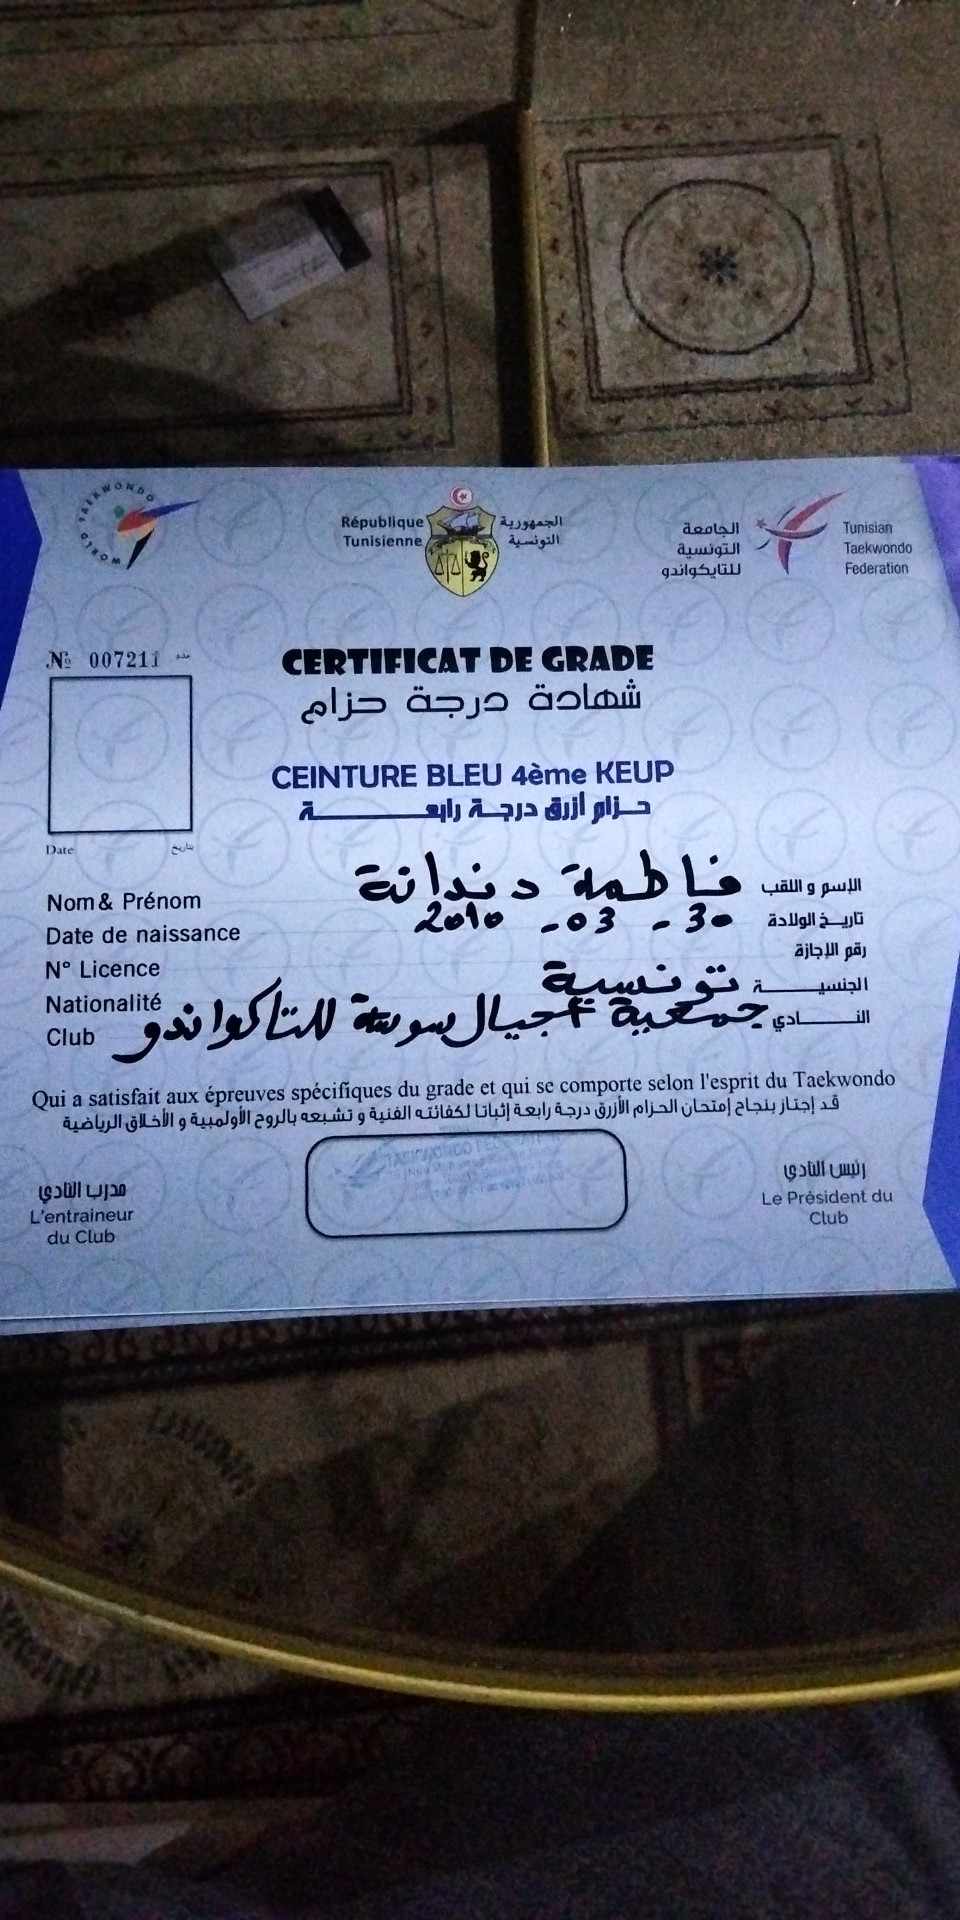 WORLD TAEKWONDO
République Tunisienne
الجمهورية التونسية
الجامعة التونسية للتايكواندو
Tunisian Taekwondo Federation
№ 007211 عدد
CERTIFICAT DE GRADE
شهادة درجة حزام
CEINTURE BLEU 4ème KEUP
حزام أزرق درجة رابعة
Date تاريخ
Nom & Prénom فاطمة دندانة الإسم و اللقب
Date de naissance 30 - 03 - 2010 تاريخ الولادة
N° Licence رقم الإجازة
Nationalité تونسية الجنسية
Club جمعية أجيال سوسة للتاكواندو النادي
Qui a satisfait aux épreuves spécifiques du grade et qui se comporte selon l'esprit du Taekwondo
قد إجتاز بنجاح إمتحان الحزام الأزرق درجة رابعة إثباتا لكفائته الفنية و تشبعه بالروح الأولمبية و الأخلاق الرياضية
مدرب النادي
L'entraineur du Club
رئيس النادي
Le Président du Club